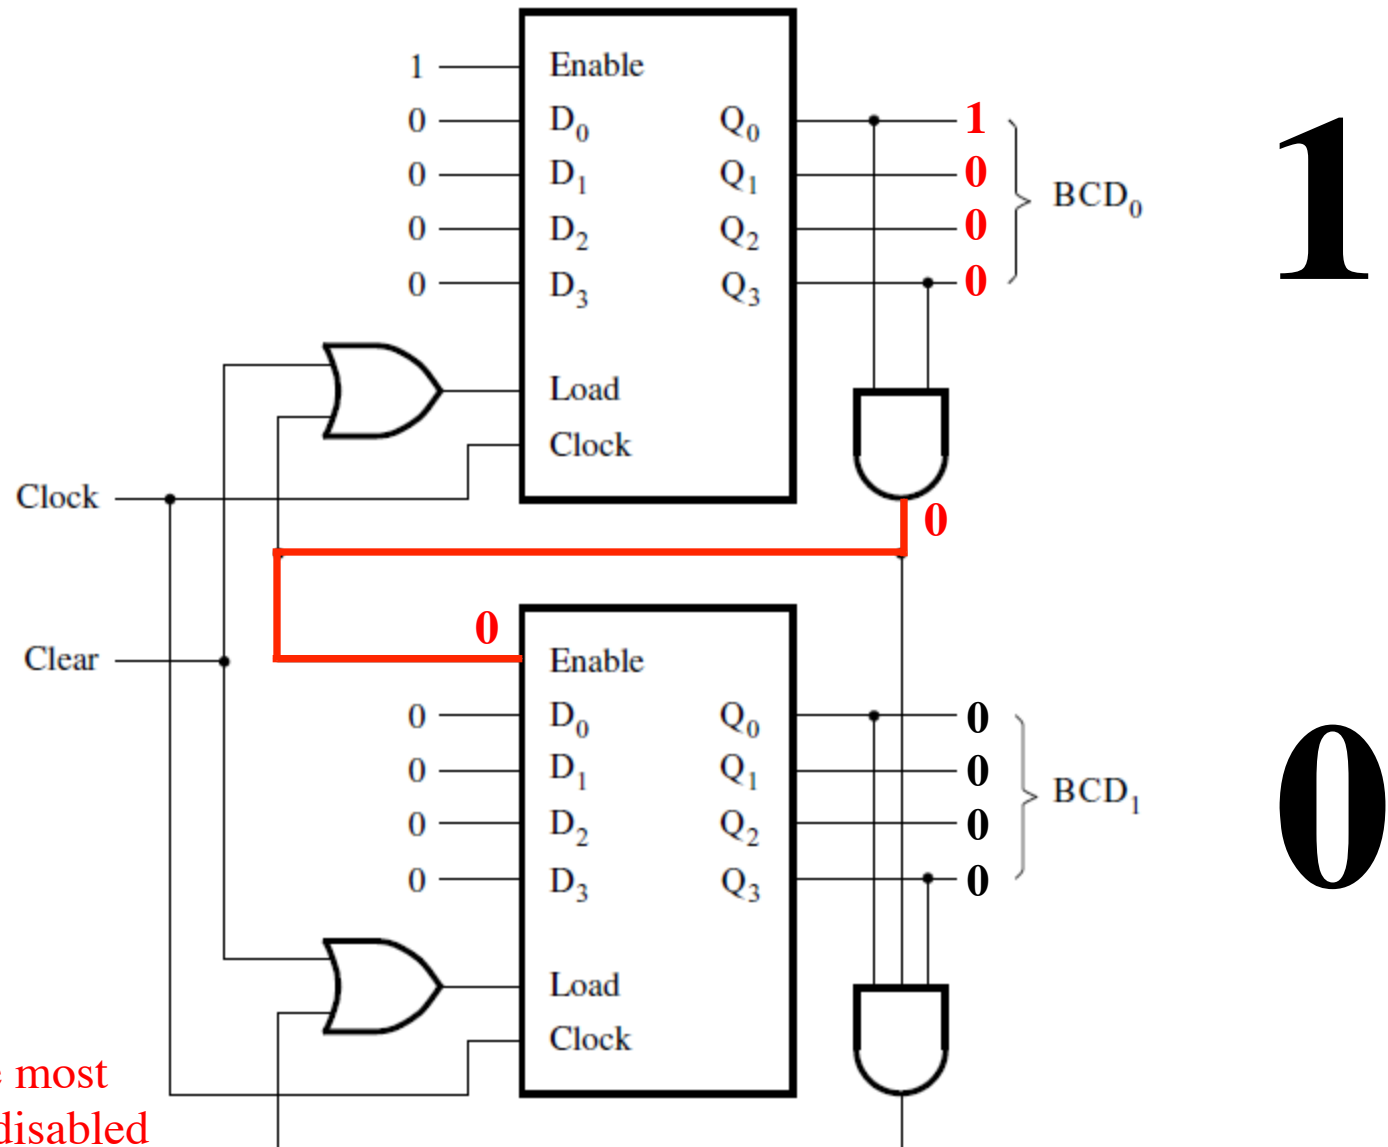 1 Enable
0 D0 Q0 1
0 D1 Q1 0
0 D2 Q2 0
0 D3 Q3 0
BCD0
1
Load
Clock
Clock
0
0
Clear
Enable
0 D0 Q0 0
0 D1 Q1 0
0 D2 Q2 0
0 D3 Q3 0
BCD1
0
Load
Clock
most
disabled